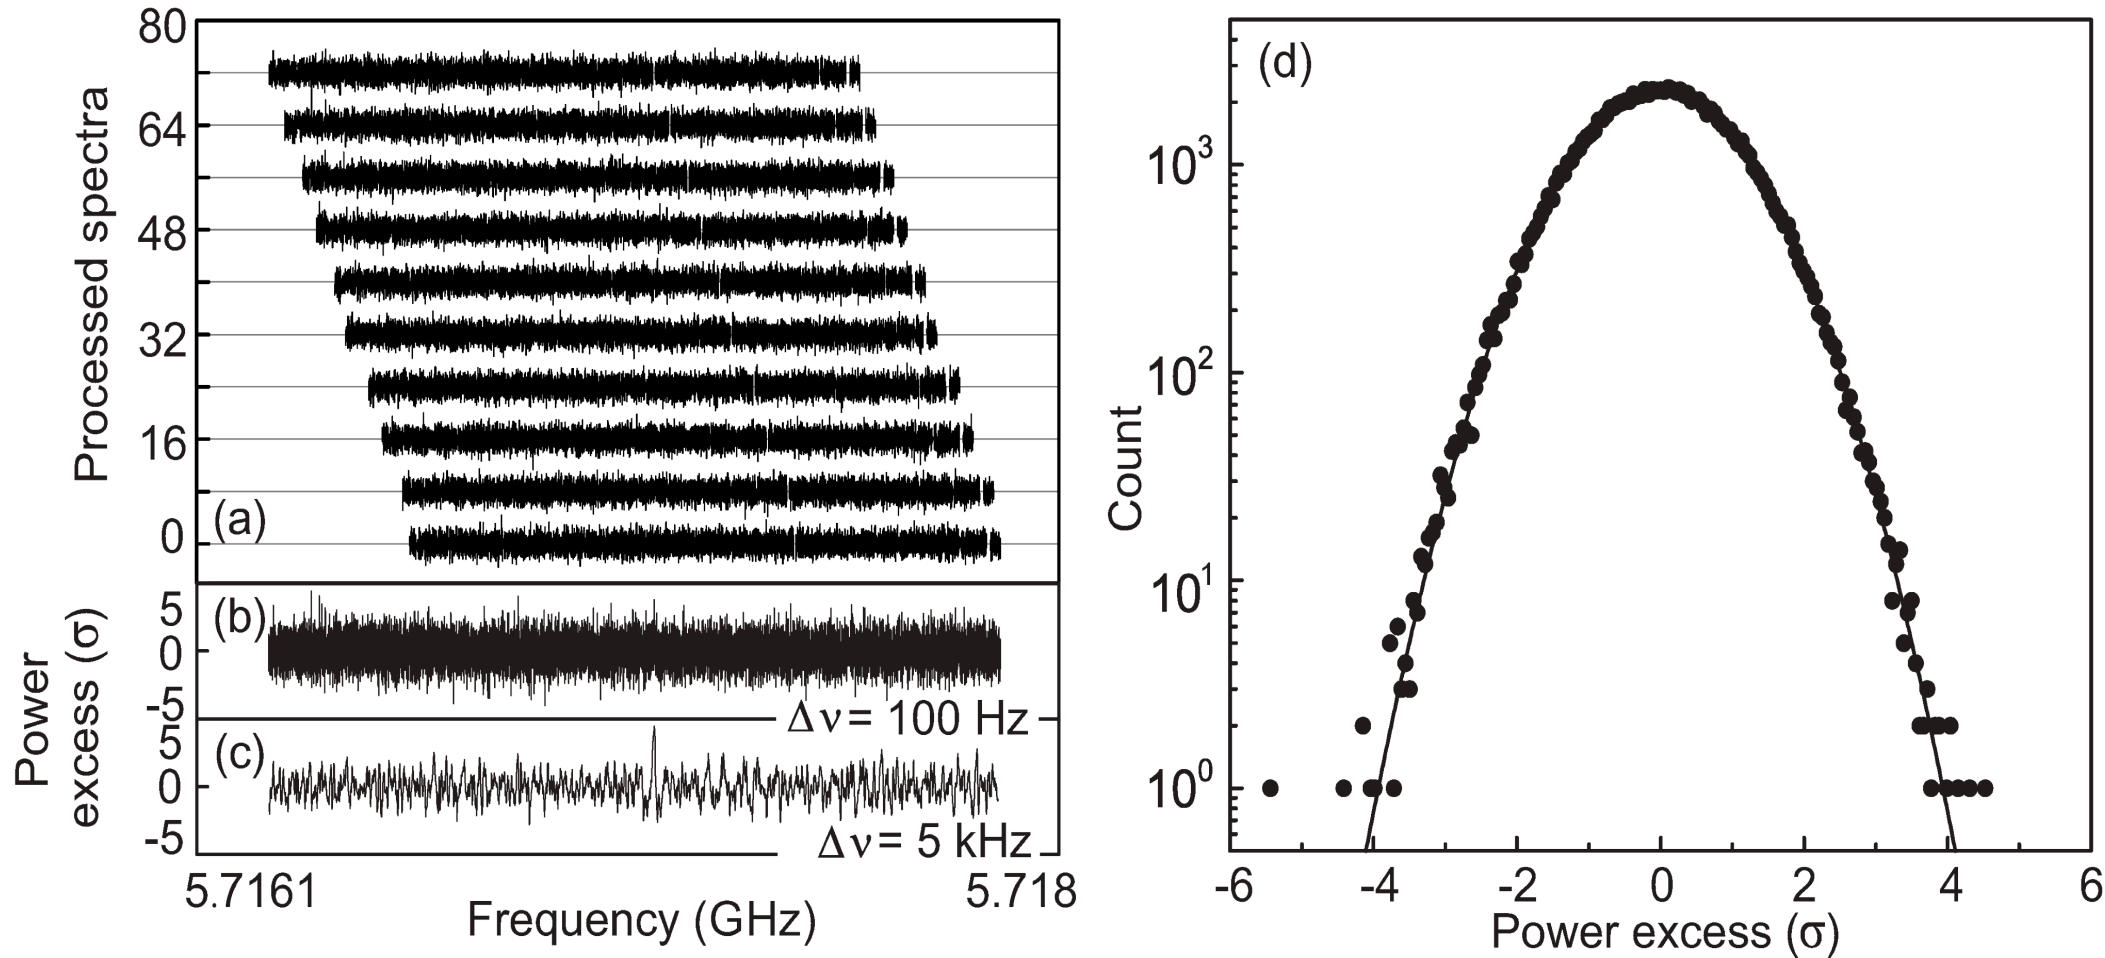 80
64
48
32
16
0
Processed spectra
(a)
5
0
-5
(b)
Δν= 100 Hz
5
0
-5
(c)
Δν= 5 kHz
Power
excess (σ)
5.7161
5.718
Frequency (GHz)
(d)
10³
10²
10¹
10⁰
Count
-6 -4 -2 0 2 4 6
Power excess (σ)